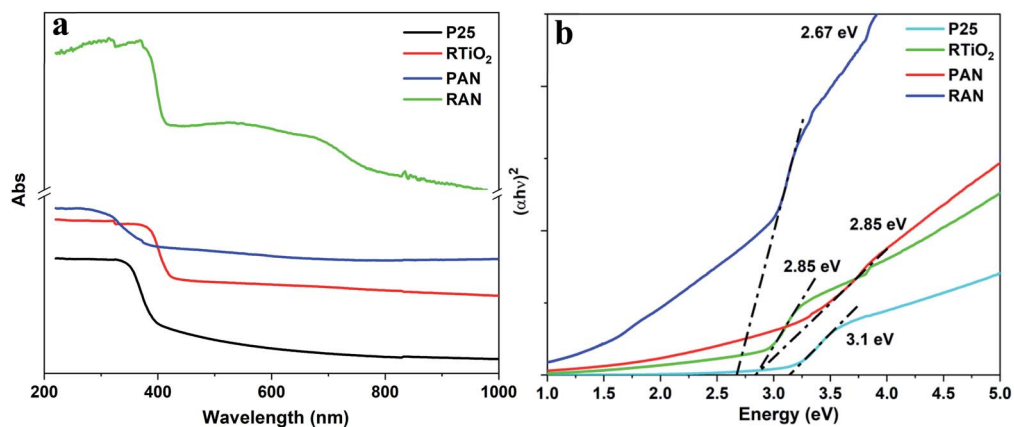 a
P25
RTiO₂
PAN
RAN
Abs
200
400
600
800
1000
Wavelength (nm)
b
2.67 eV
P25
RTiO₂
PAN
RAN
2.85 eV
2.85 eV
3.1 eV
(αhν)²
1.0
1.5
2.0
2.5
3.0
3.5
4.0
4.5
5.0
Energy (eV)